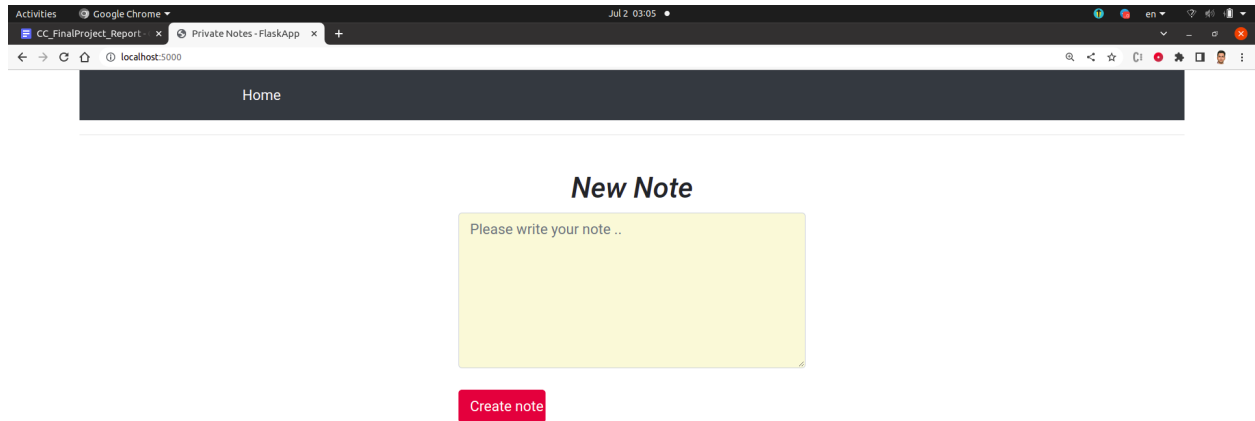 Activities Google Chrome Jul 2 03:05 en
CC_FinalProject_Report - Private Notes - FlaskApp
localhost:5000
Home
New Note
Please write your note ..
Create note